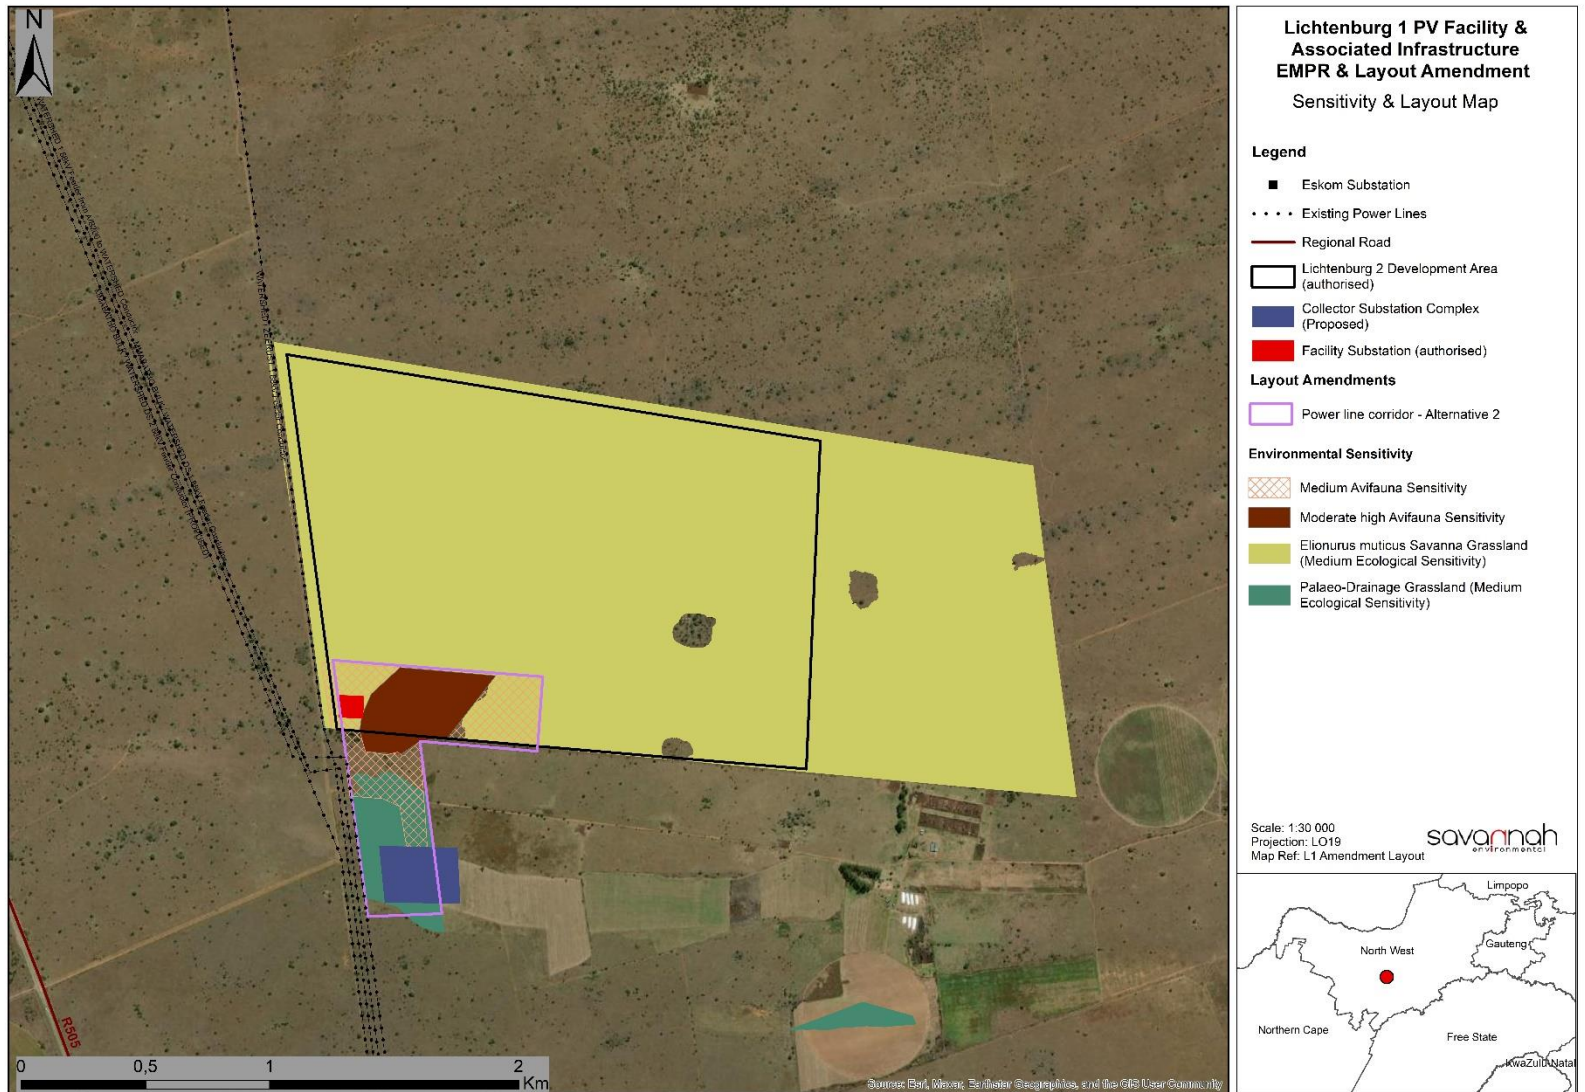 Lichtenburg 1 PV Facility &
Associated Infrastructure
EMPR & Layout Amendment
Sensitivity & Layout Map
Legend
Eskom Substation
Existing Power Lines
Regional Road
Lichtenburg 2 Development Area
(authorised)
Collector Substation Complex
(Proposed)
Facility Substation (authorised)
Layout Amendments
Power line corridor - Alternative 2
Environmental Sensitivity
Medium Avifauna Sensitivity
Moderate high Avifauna Sensitivity
Elionurus muticus Savanna Grassland
(Medium Ecological Sensitivity)
Palaeo-Drainage Grassland (Medium
Ecological Sensitivity)
Scale: 1:30 000
Projection: LO19
Map Ref: L1 Amendment Layout
savannah
environmental
Limpopo
North West
Gauteng
Northern Cape
Free State
KwaZulu-Natal
N
R505
0 0,5 1 2
Km
Source: Esri, Maxar, Earthstar Geographics, and the GIS User Community